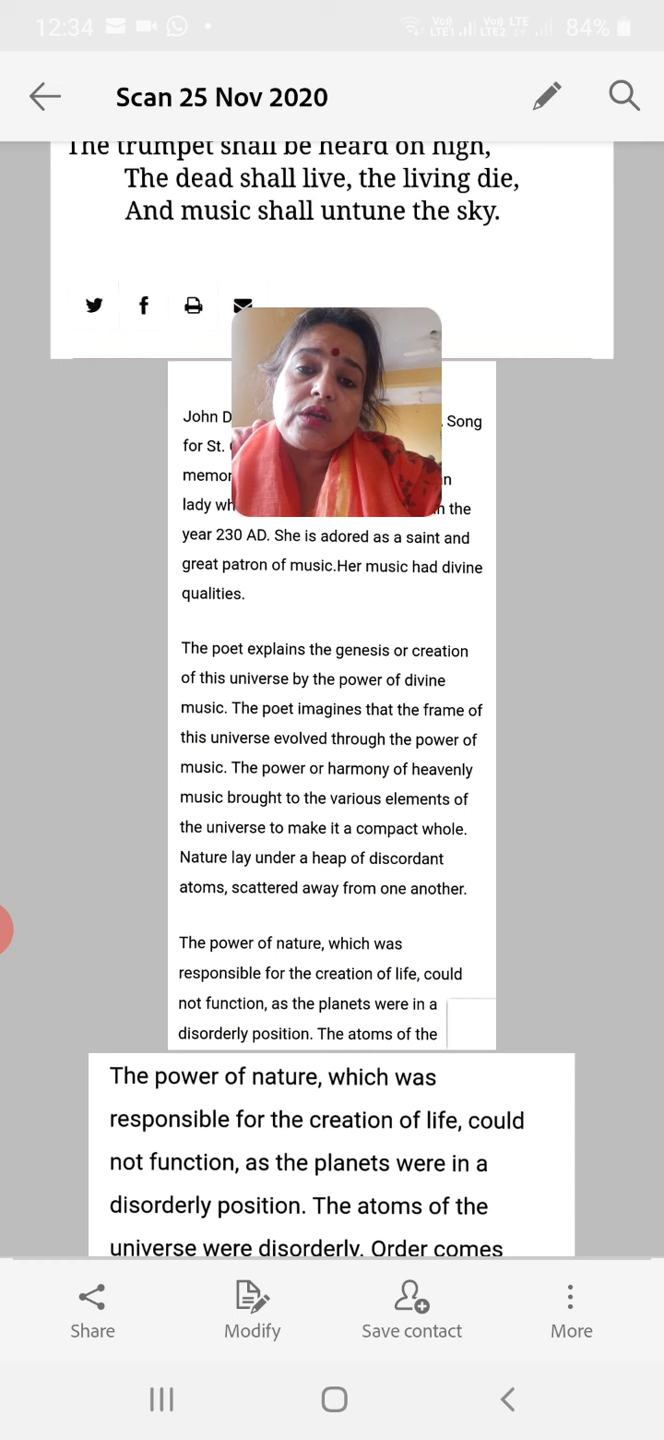 12:34
Vo)) LTE1 Vo)) LTE LTE2 84%
Scan 25 Nov 2020
The trumpet shall be heard on high,
The dead shall live, the living die,
And music shall untune the sky.
John D Song
for St.
memor n
lady wh n the
year 230 AD. She is adored as a saint and
great patron of music.Her music had divine
qualities.
The poet explains the genesis or creation
of this universe by the power of divine
music. The poet imagines that the frame of
this universe evolved through the power of
music. The power or harmony of heavenly
music brought to the various elements of
the universe to make it a compact whole.
Nature lay under a heap of discordant
atoms, scattered away from one another.
The power of nature, which was
responsible for the creation of life, could
not function, as the planets were in a
disorderly position. The atoms of the
The power of nature, which was
responsible for the creation of life, could
not function, as the planets were in a
disorderly position. The atoms of the
universe were disorderly. Order comes
Share Modify Save contact More